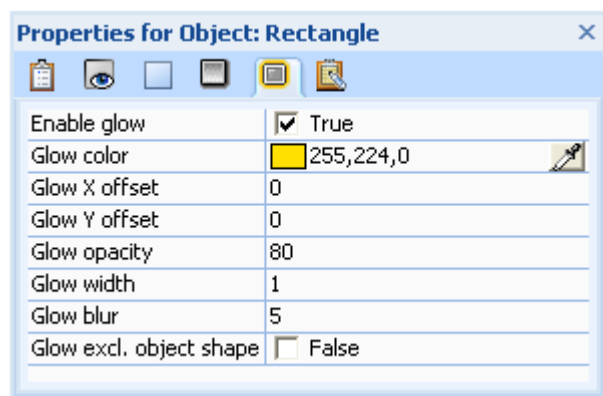 Properties for Object: Rectangle
Enable glow True
Glow color 255,224,0
Glow X offset 0
Glow Y offset 0
Glow opacity 80
Glow width 1
Glow blur 5
Glow excl. object shape False